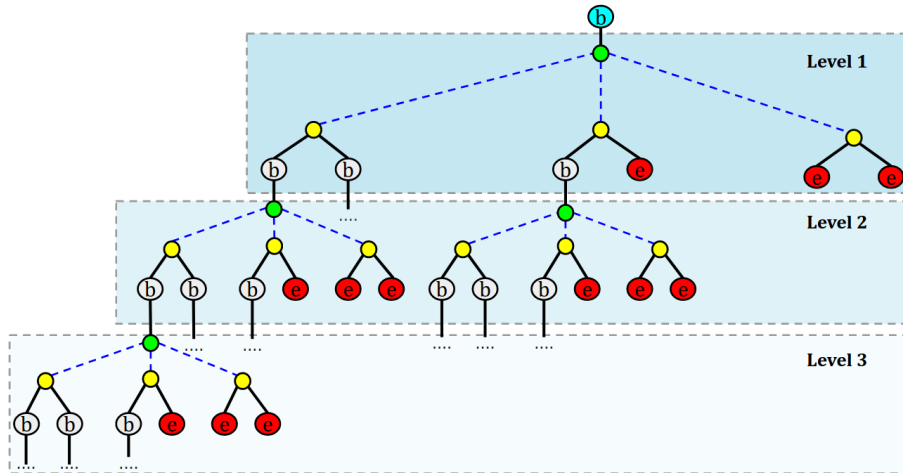 b
Level 1
b b b e e e
....
Level 2
b b b e e e b b b e e e
.... .... .... .... ....
....
Level 3
b b b e e e
.... .... ....